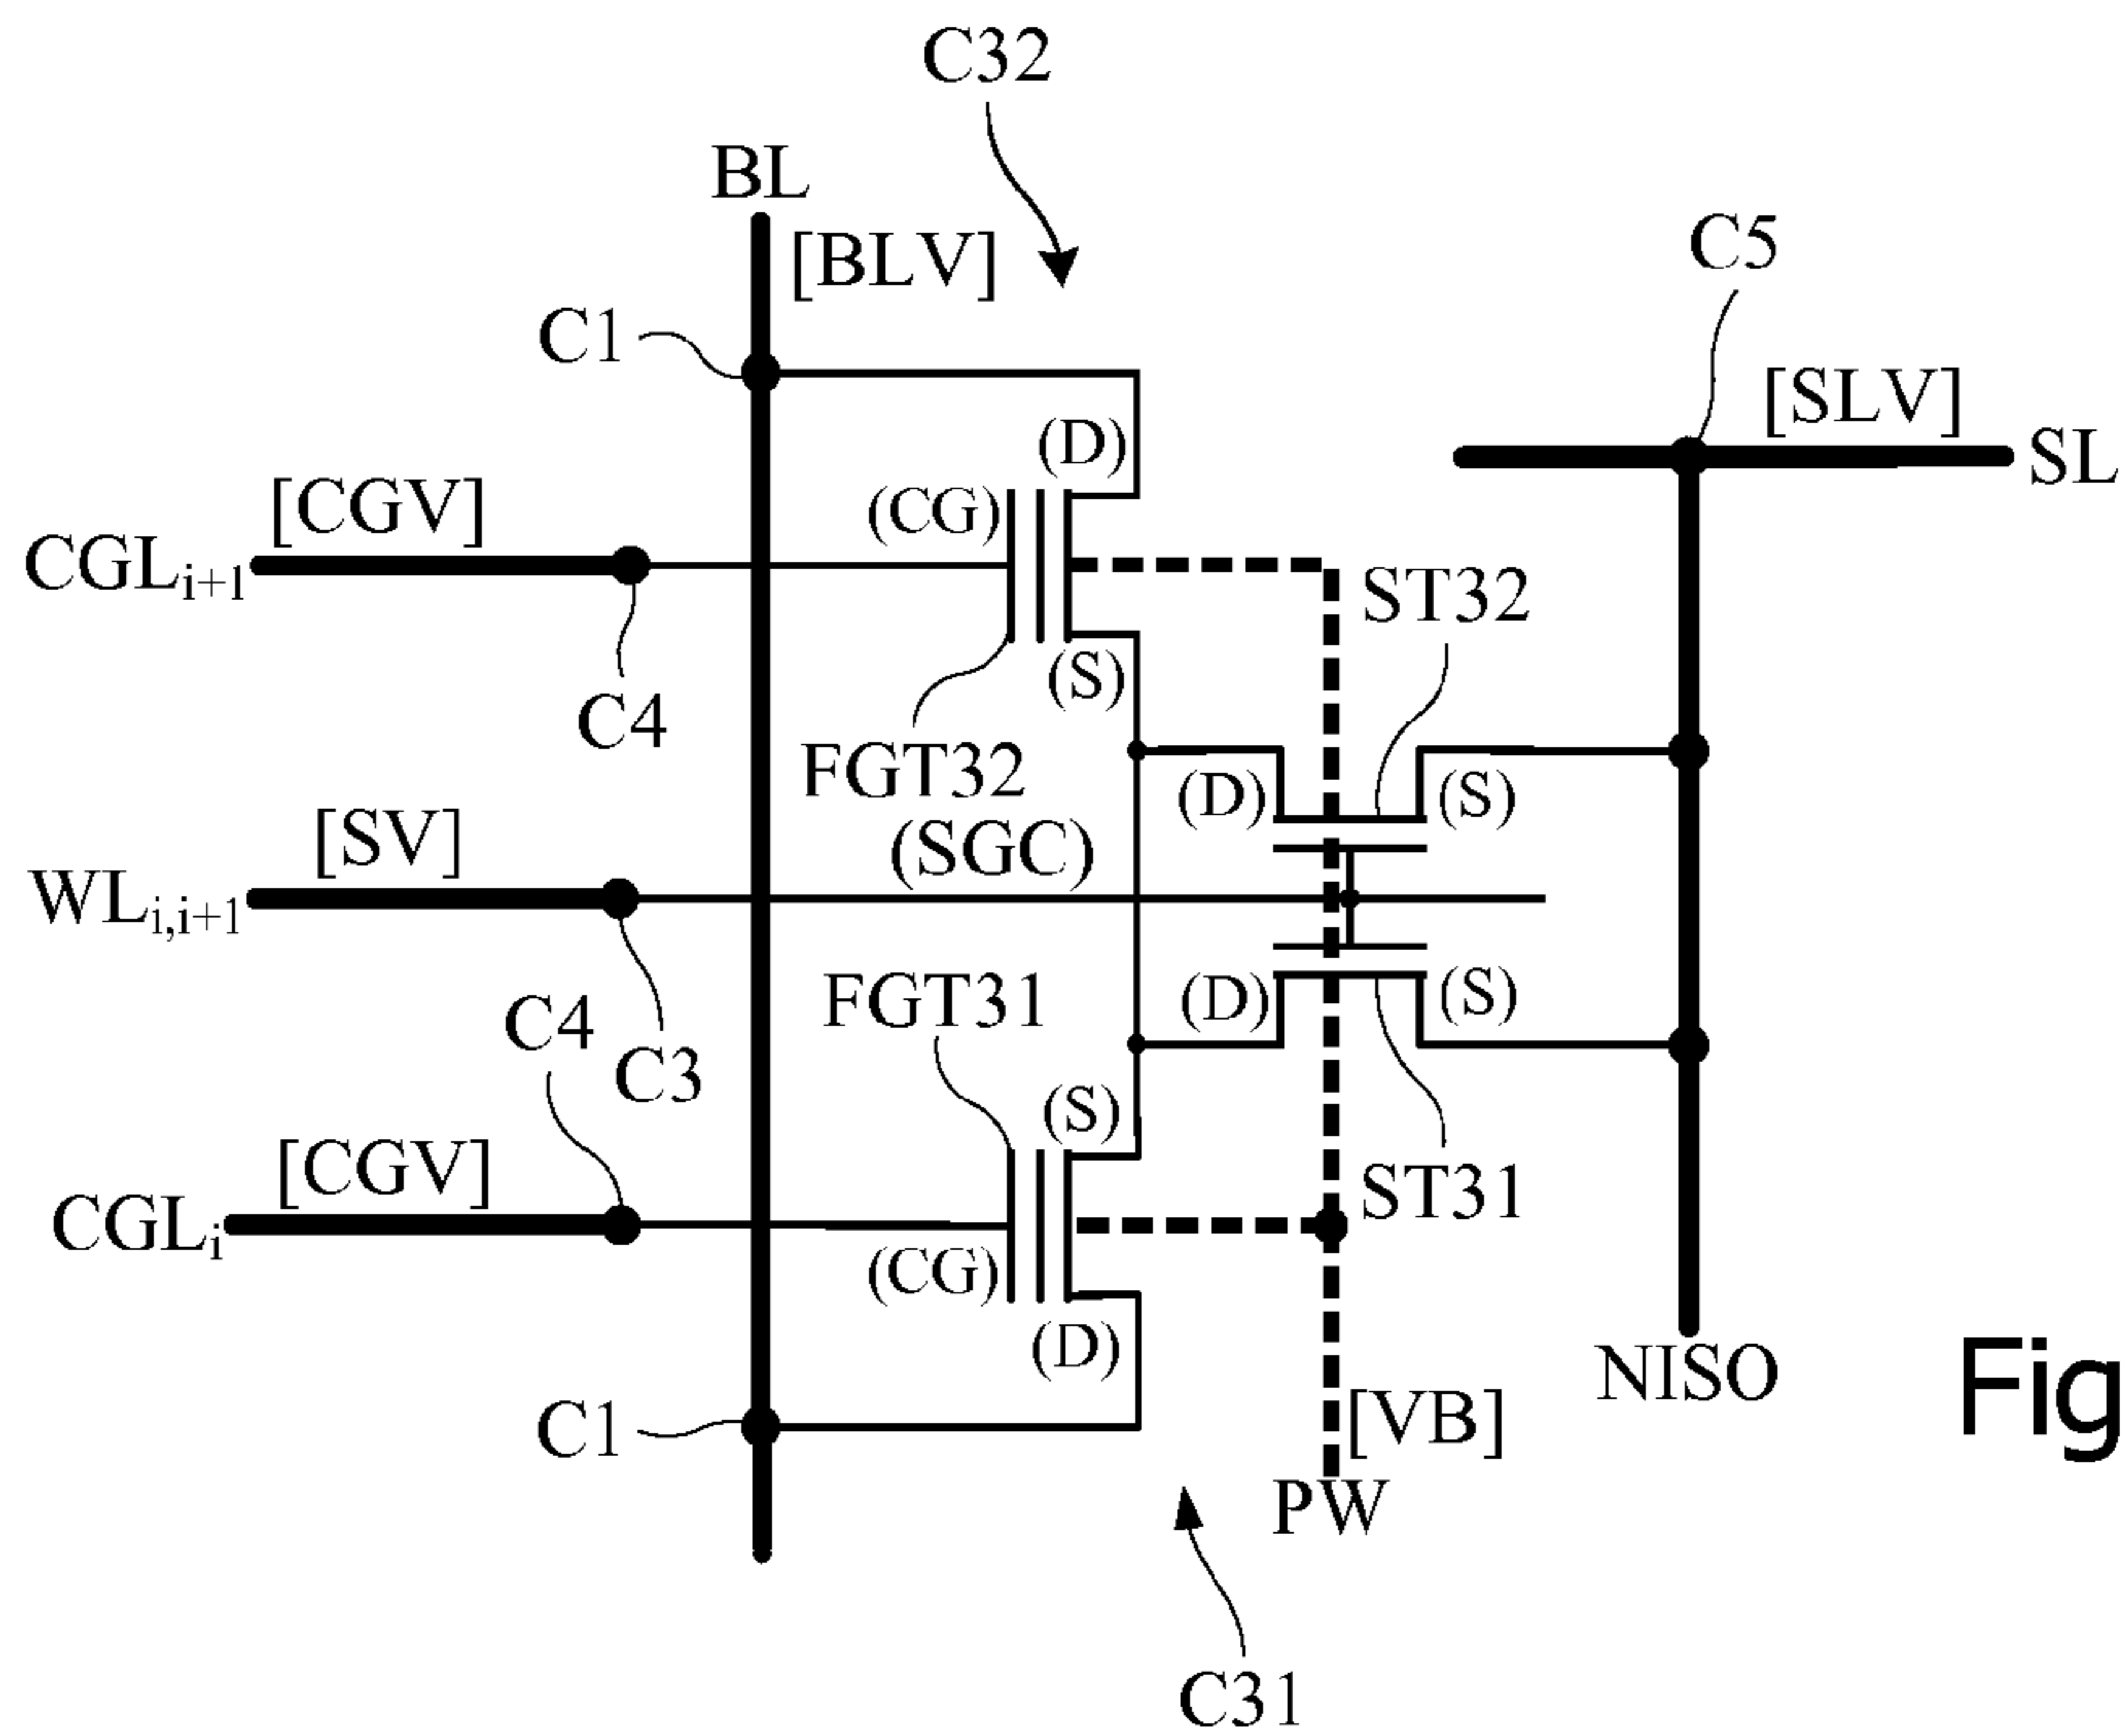 C32
BL
[BLV]
C5
C1
[SLV]
(D)
SL
[CGV]
(CG)
CGLi+1
ST32
(S)
C4
FGT32
(D)
(S)
[SV]
(SGC)
WLi,i+1
FGT31
(D)
(S)
C4
C3
(S)
[CGV]
ST31
CGLi
(CG)
(D)
NISO
C1
[VB]
Fig
PW
C31